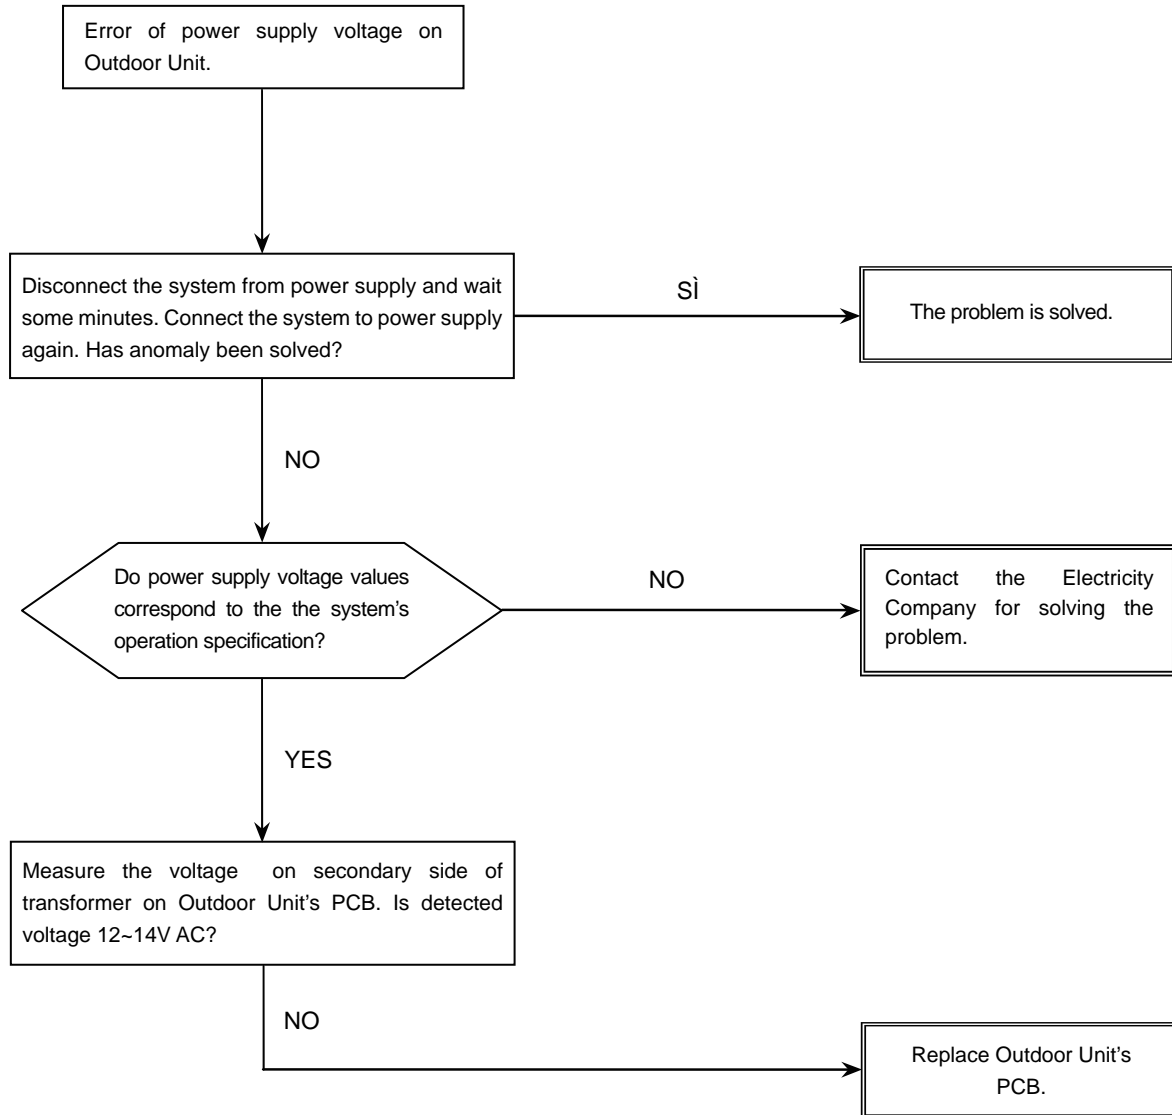 Error of power supply voltage on
Outdoor Unit.
Disconnect the system from power supply and wait
some minutes. Connect the system to power supply
again. Has anomaly been solved?
SÌ
The problem is solved.
NO
Do power supply voltage values
correspond to the the system’s
operation specification?
NO
Contact the Electricity
Company for solving the
problem.
YES
Measure the voltage on secondary side of
transformer on Outdoor Unit’s PCB. Is detected
voltage 12~14V AC?
NO
Replace Outdoor Unit’s
PCB.